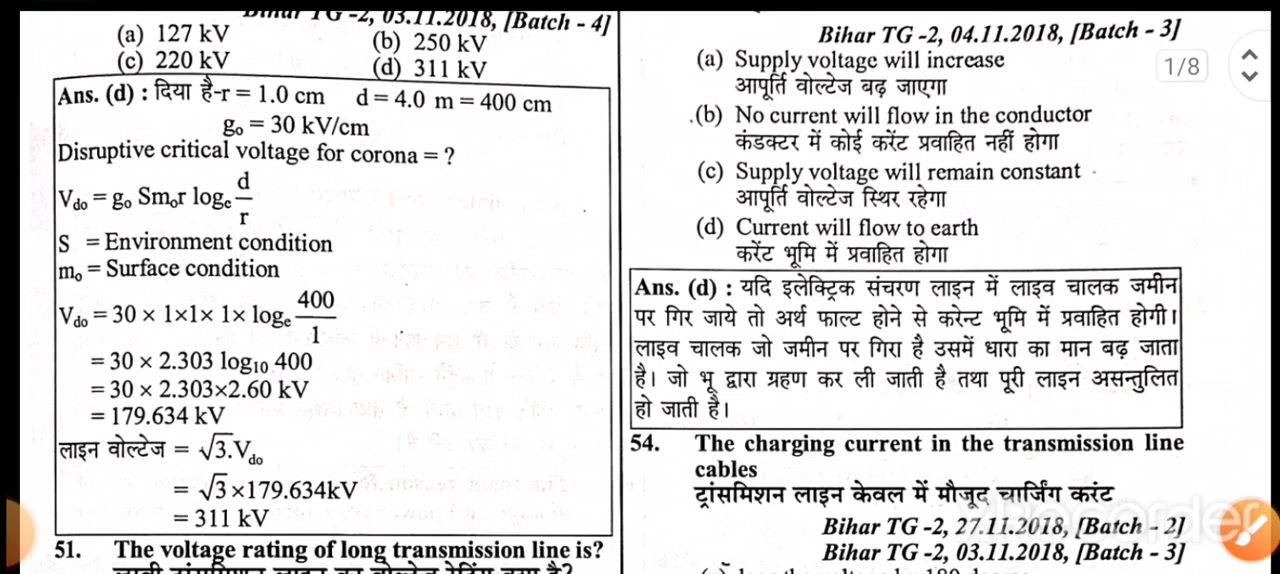 TG -2, 03.11.2018, [Batch - 4]
(a) 127 kV (b) 250 kV
(c) 220 kV (d) 311 kV
Ans. (d) : दिया है-r = 1.0 cm d = 4.0 m = 400 cm
g₀ = 30 kV/cm
Disruptive critical voltage for corona = ?
V_do = g₀ Sm₀r logₑ d/r
S = Environment condition
m₀ = Surface condition
V_do = 30 × 1×1× 1× logₑ 400/1
= 30 × 2.303 log₁₀ 400
= 30 × 2.303×2.60 kV
= 179.634 kV
लाइन वोल्टेज = √3.V_do
= √3×179.634kV
= 311 kV
51. The voltage rating of long transmission line is?
Bihar TG -2, 04.11.2018, [Batch - 3]
(a) Supply voltage will increase
आपूर्ति वोल्टेज बढ़ जाएगा
(b) No current will flow in the conductor
कंडक्टर में कोई करेंट प्रवाहित नहीं होगा
(c) Supply voltage will remain constant
आपूर्ति वोल्टेज स्थिर रहेगा
(d) Current will flow to earth
करेंट भूमि में प्रवाहित होगा
Ans. (d) : यदि इलेक्ट्रिक संचरण लाइन में लाइव चालक जमीन
पर गिर जाये तो अर्थ फाल्ट होने से करेन्ट भूमि में प्रवाहित होगी।
लाइव चालक जो जमीन पर गिरा है उसमें धारा का मान बढ़ जाता
है। जो भू द्वारा ग्रहण कर ली जाती है तथा पूरी लाइन असन्तुलित
हो जाती है।
54. The charging current in the transmission line
cables
ट्रांसमिशन लाइन केवल में मौजूद चार्जिंग करंट
Bihar TG -2, 27.11.2018, [Batch - 2]
Bihar TG -2, 03.11.2018, [Batch - 3]
1/8